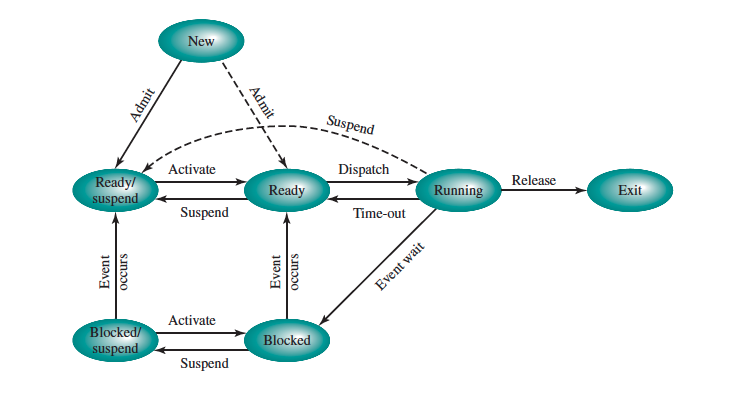 New
Admit
Admit
Suspend
Ready/
suspend
Activate
Suspend
Ready
Dispatch
Time-out
Running
Release
Exit
Event
occurs
Event
occurs
Event wait
Blocked/
suspend
Activate
Suspend
Blocked